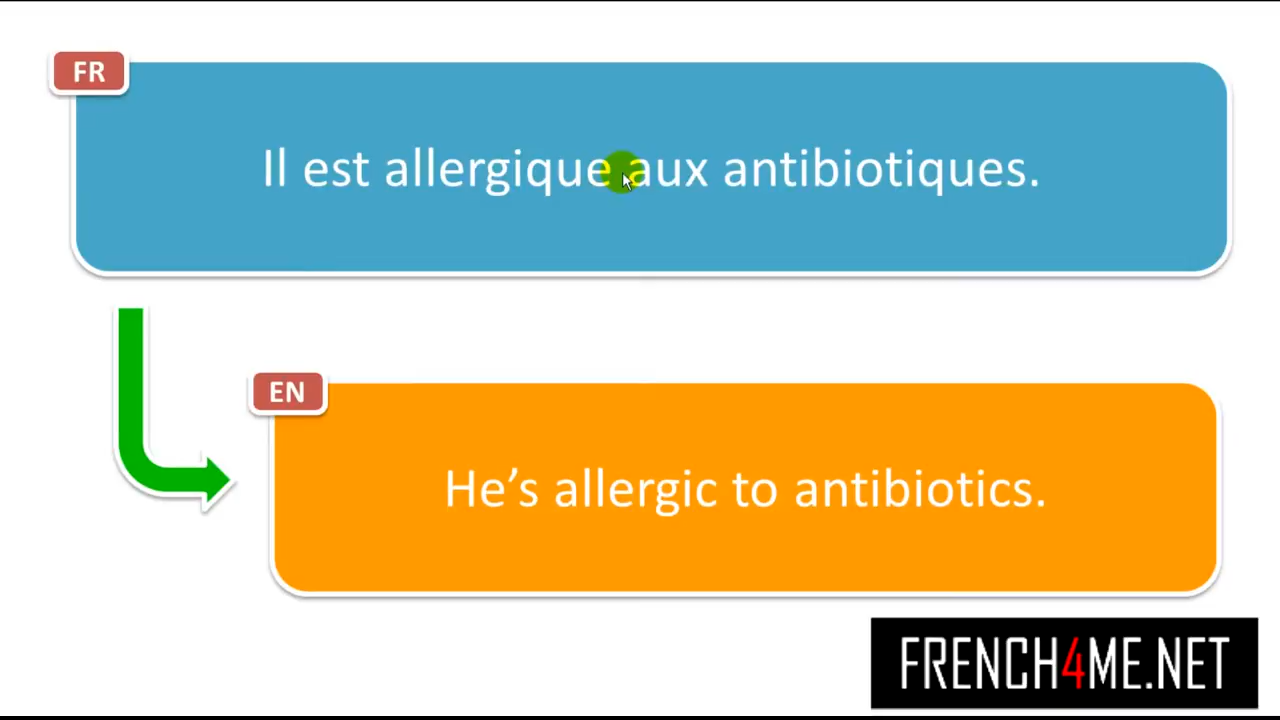 FR
Il est allergique aux antibiotiques.
EN
He’s allergic to antibiotics.
FRENCH4ME.NET